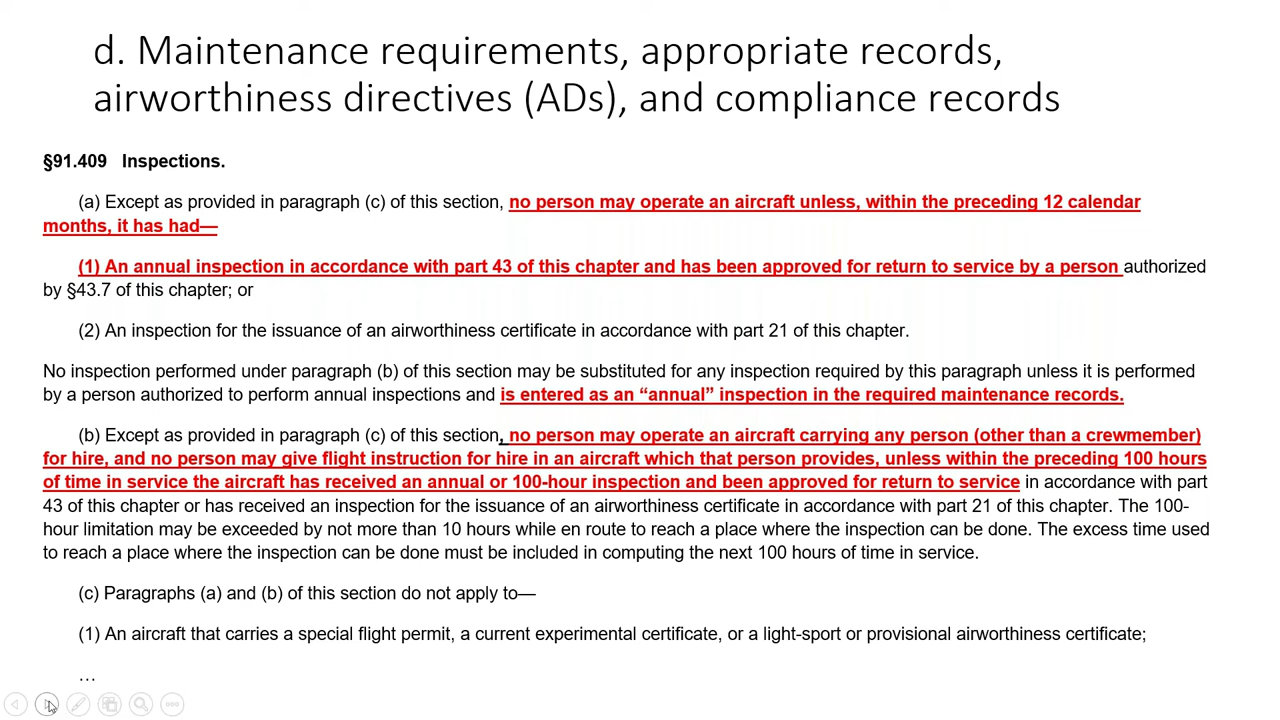 d. Maintenance requirements, appropriate records,
airworthiness directives (ADs), and compliance records
§91.409   Inspections.
(a) Except as provided in paragraph (c) of this section, no person may operate an aircraft unless, within the preceding 12 calendar
months, it has had—
(1) An annual inspection in accordance with part 43 of this chapter and has been approved for return to service by a person authorized
by §43.7 of this chapter; or
(2) An inspection for the issuance of an airworthiness certificate in accordance with part 21 of this chapter.
No inspection performed under paragraph (b) of this section may be substituted for any inspection required by this paragraph unless it is performed
by a person authorized to perform annual inspections and is entered as an “annual” inspection in the required maintenance records.
(b) Except as provided in paragraph (c) of this section, no person may operate an aircraft carrying any person (other than a crewmember)
for hire, and no person may give flight instruction for hire in an aircraft which that person provides, unless within the preceding 100 hours
of time in service the aircraft has received an annual or 100-hour inspection and been approved for return to service in accordance with part
43 of this chapter or has received an inspection for the issuance of an airworthiness certificate in accordance with part 21 of this chapter. The 100-
hour limitation may be exceeded by not more than 10 hours while en route to reach a place where the inspection can be done. The excess time used
to reach a place where the inspection can be done must be included in computing the next 100 hours of time in service.
(c) Paragraphs (a) and (b) of this section do not apply to—
(1) An aircraft that carries a special flight permit, a current experimental certificate, or a light-sport or provisional airworthiness certificate;
…